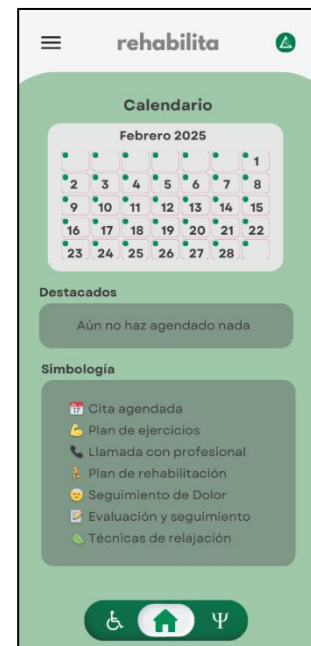 rehabilita
Calendario
Febrero 2025
1
2 3 4 5 6 7 8
9 10 11 12 13 14 15
16 17 18 19 20 21 22
23 24 25 26 27 28
Destacados
Aún no haz agendado nada
Simbología
📅 Cita agendada
💪 Plan de ejercicios
📞 Llamada con profesional
Plan de rehabilitación
Seguimiento de Dolor
📝 Evaluación y seguimiento
Técnicas de relajación
Ψ